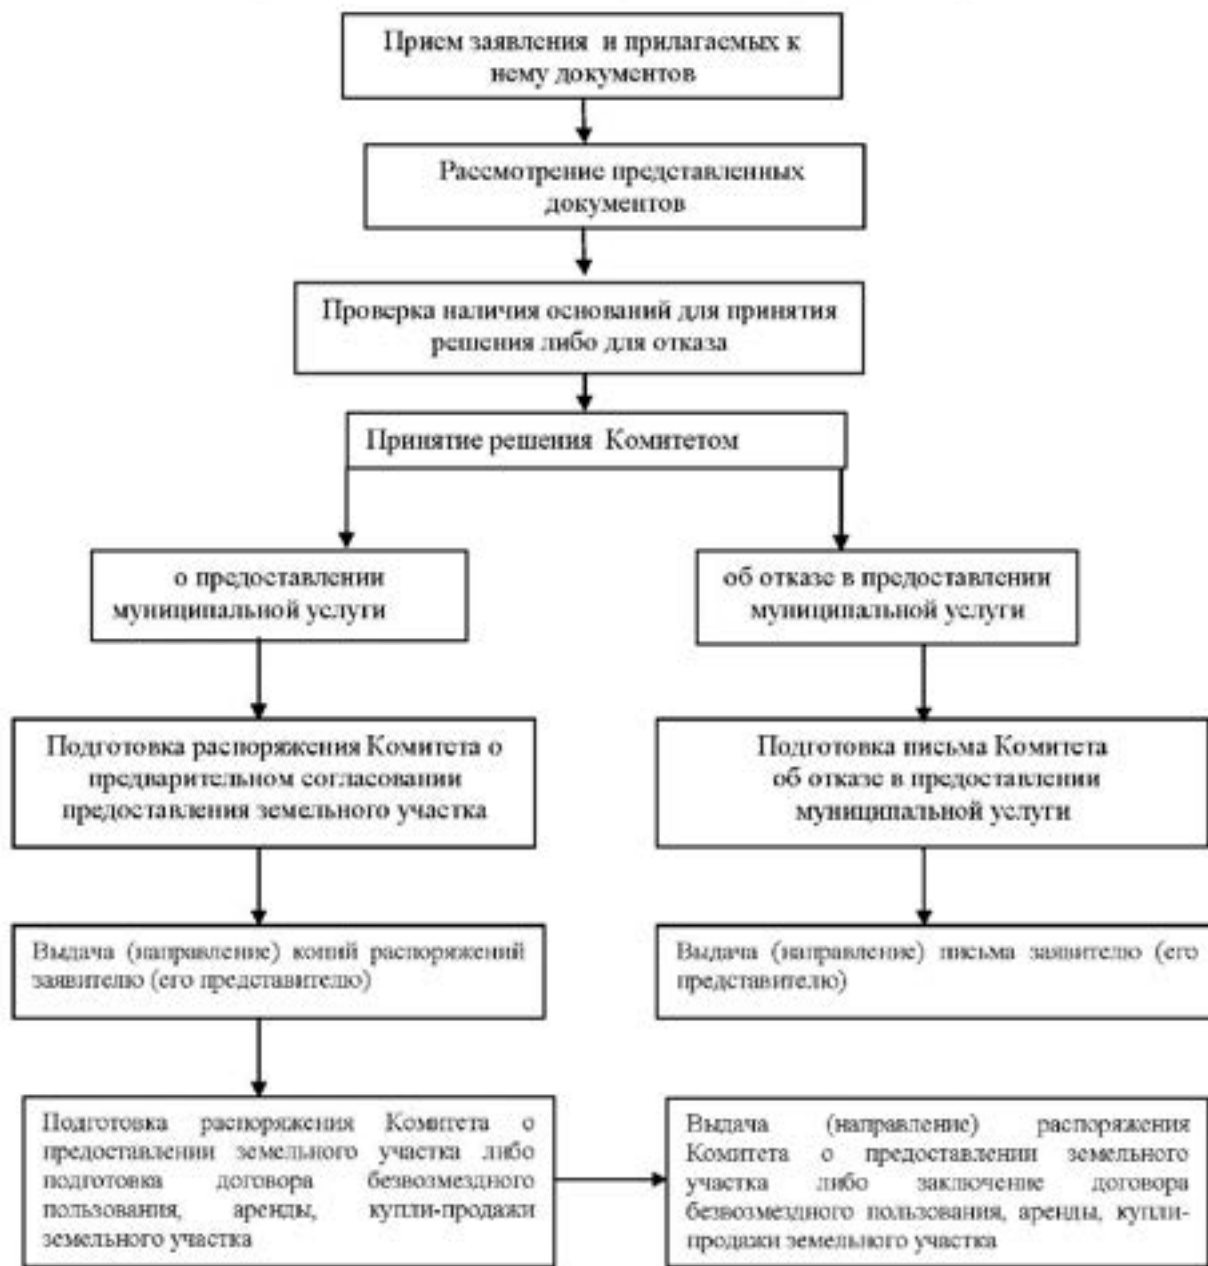 Прием заявления и прилагаемых к
нему документов
Рассмотрение представленных
документов
Проверка наличия оснований для принятия
решения либо для отказа
Принятие решения Комитетом
о предоставлении
муниципальной услуги
об отказе в предоставлении
муниципальной услуги
Подготовка распоряжения Комитета о
предварительном согласовании
предоставления земельного участка
Подготовка письма Комитета
об отказе в предоставлении
муниципальной услуги
Выдача (направление) копий распоряжений
заявителю (его представителю)
Выдача (направление) письма заявителю (его
представителю)
Подготовка распоряжения Комитета о
предоставлении земельного участка либо
подготовка договора безвозмездного
пользования, аренды, купли-продажи
земельного участка
Выдача (направление) распоряжения
Комитета о предоставлении земельного
участка либо заключение договора
безвозмездного пользования, аренды, купли-
продажи земельного участка